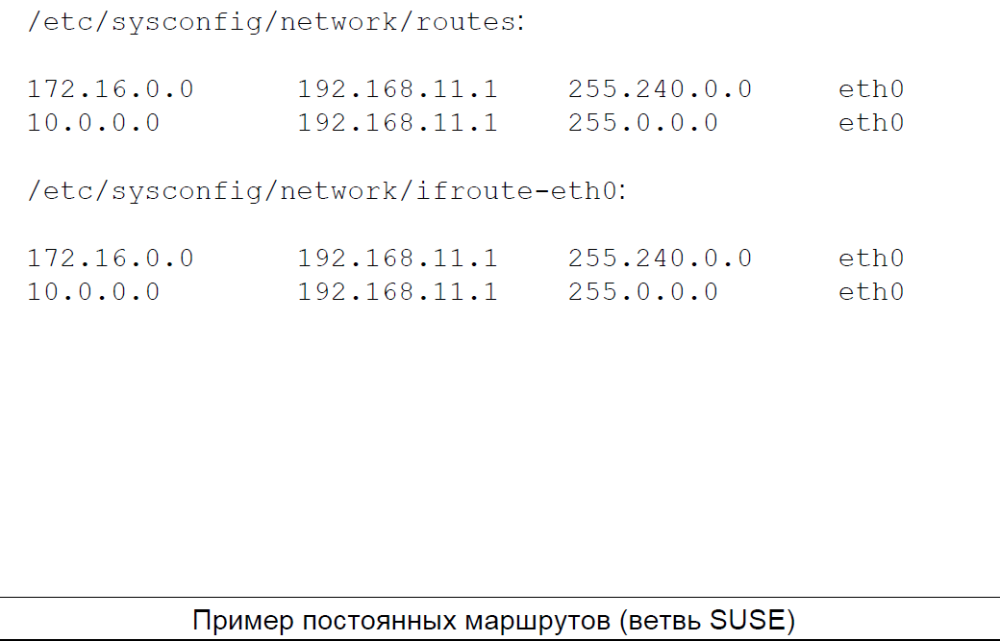 /etc/sysconfig/network/routes:
172.16.0.0 192.168.11.1 255.240.0.0 eth0
10.0.0.0 192.168.11.1 255.0.0.0 eth0
/etc/sysconfig/network/ifroute-eth0:
172.16.0.0 192.168.11.1 255.240.0.0 eth0
10.0.0.0 192.168.11.1 255.0.0.0 eth0
Пример постоянных маршрутов (ветвь SUSE)